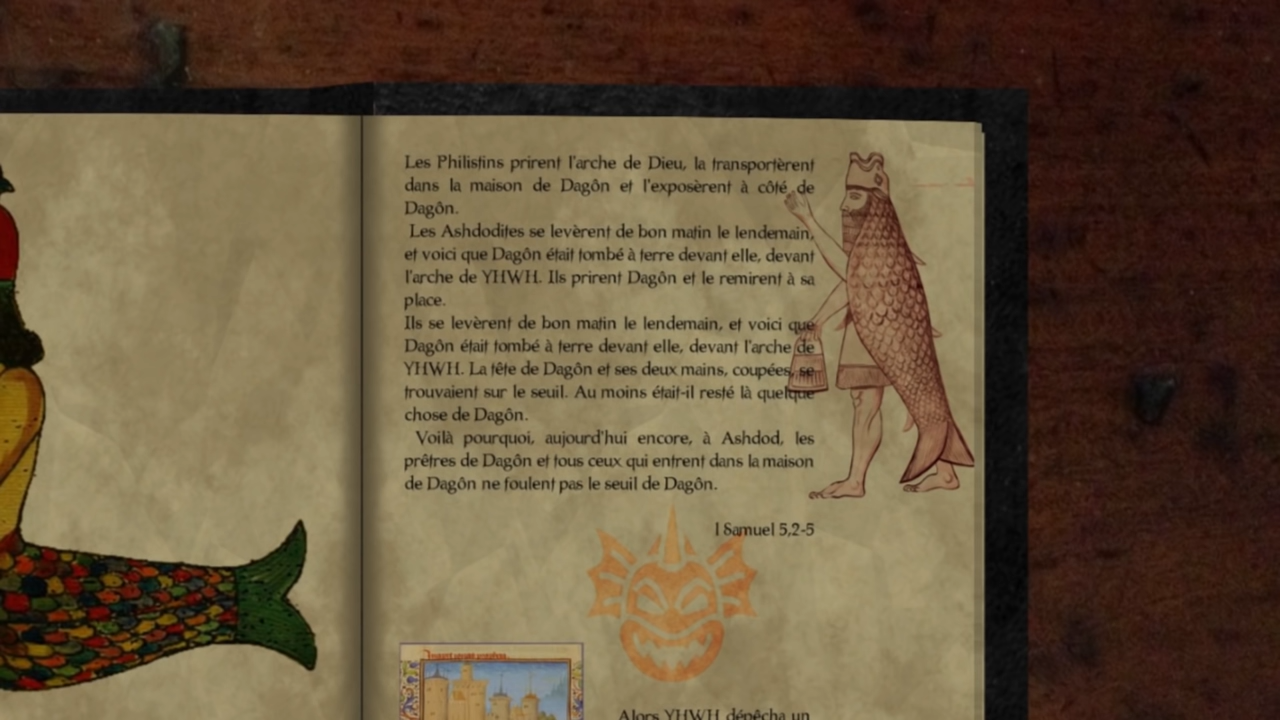 Les Philistins prirent l'arche de Dieu, la transportèrent
dans la maison de Dagôn et l'exposèrent à côté de
Dagôn.
Les Ashdodites se levèrent de bon matin le lendemain,
et voici que Dagôn était tombé à terre devant elle, devant
l'arche de YHWH. Ils prirent Dagôn et le remirent à sa
place.
Ils se levèrent de bon matin le lendemain, et voici que
Dagôn était tombé à terre devant elle, devant l'arche de
YHWH. La tête de Dagôn et ses deux mains, coupées, se
trouvaient sur le seuil. Au moins était-il resté là quelque
chose de Dagôn.
Voilà pourquoi, aujourd'hui encore, à Ashdod, les
prêtres de Dagôn et tous ceux qui entrent dans la maison
de Dagôn ne foulent pas le seuil de Dagôn.
I Samuel 5,2-5
Alors YHWH dépêcha un